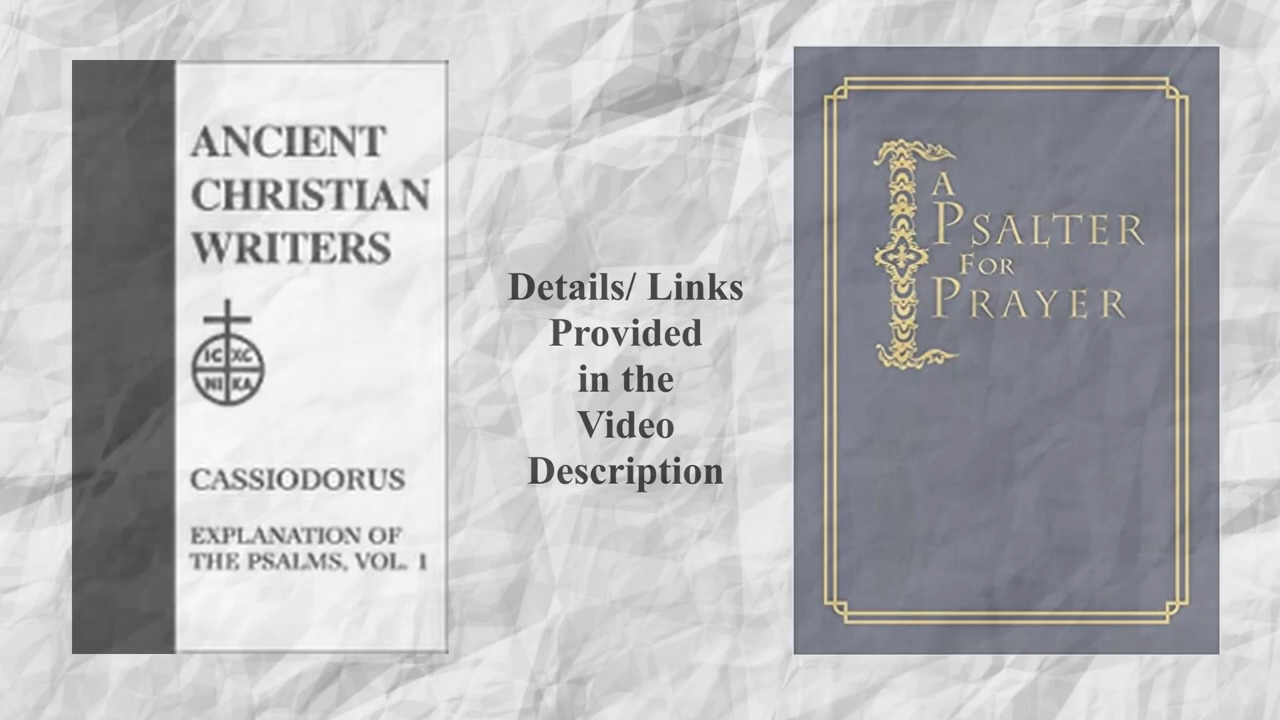 ANCIENT
CHRISTIAN
WRITERS
IC XC
NI KA
CASSIODORUS
EXPLANATION OF
THE PSALMS, VOL. 1
Details/ Links
Provided
in the
Video
Description
A
PSALTER
FOR
PRAYER